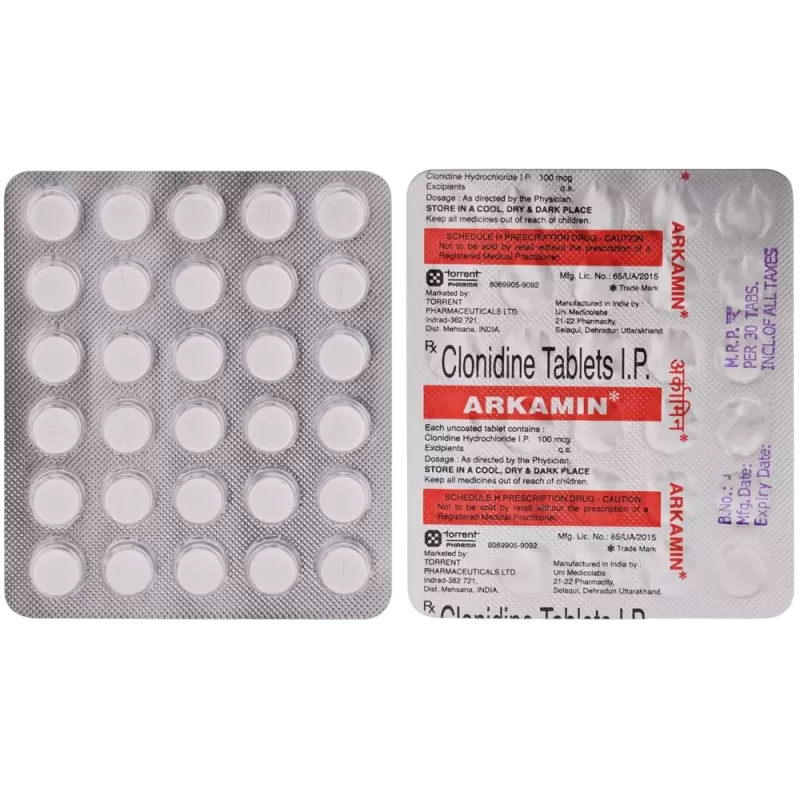 Clonidine Hydrochloride I.P. 100 mcg
Excipients q.s.
Dosage : As directed by the Physician.
STORE IN A COOL, DRY & DARK PLACE
Keep all medicines out of reach of children.
SCHEDULE H PRESCRIPTION DRUG - CAUTION
Not to be sold by retail without the prescription of a
Registered Medical Practitioner.
torrent
PHARMA 8069905-9092
Mfg. Lic. No.: 65/UA/2015
* Trade Mark
Marketed by:
TORRENT
PHARMACEUTICALS LTD.
Indrad-382 721,
Dist. Mehsana, INDIA.
Manufactured in India by :
Uni Medicolabs
21-22 Pharmacity,
Selaqui, Dehradun Uttarakhand.
Rx
Clonidine Tablets I.P.
ARKAMIN*
Each uncoated tablet contains :
Clonidine Hydrochloride I.P. 100 mcg
Excipients q.s.
Dosage : As directed by the Physician.
STORE IN A COOL, DRY & DARK PLACE
Keep all medicines out of reach of children.
SCHEDULE H PRESCRIPTION DRUG - CAUTION
Not to be sold by retail without the prescription of a
Registered Medical Practitioner.
torrent
PHARMA 8069905-9092
Mfg. Lic. No.: 65/UA/2015
* Trade Mark
Marketed by:
TORRENT
PHARMACEUTICALS LTD.
Indrad-382 721,
Dist. Mehsana, INDIA.
Manufactured in India by :
Uni Medicolabs
21-22 Pharmacity,
Selaqui, Dehradun Uttarakhand.
Rx
Clonidine Tablets I.P.
*
ARKAMIN*
अर्कामिन*
ARKAMIN*
M.R.P. ₹
PER 30 TABS.
INCL.OF ALL TAXES
B.No.:
Mfg. Date:
Expiry Date: